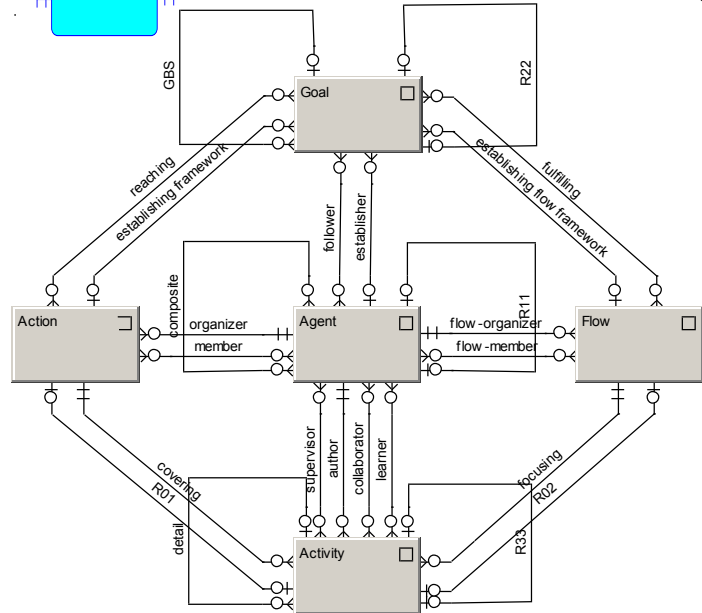 GBS
R22
Goal
reaching
establishing framework
follower
establisher
establishing flow framework
fulfilling
composite
R11
Action
organizer
member
Agent
flow-organizer
flow-member
Flow
supervisor
author
collaborator
learner
covering
R01
focusing
R02
detail
R33
Activity